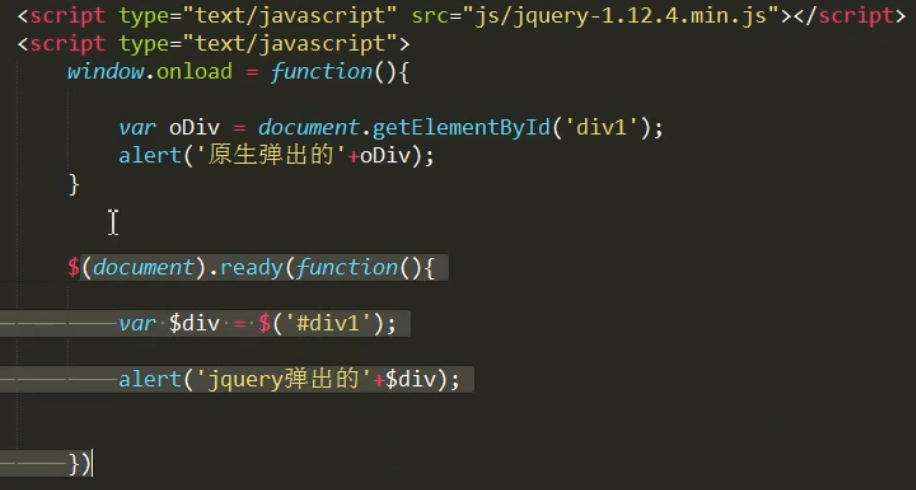 <script type="text/javascript" src="js/jquery-1.12.4.min.js"></script>
<script type="text/javascript">
window.onload = function(){
var oDiv = document.getElementById('div1');
alert('原生弹出的'+oDiv);
}
$(document).ready(function(){
var $div = $('#div1');
alert('jquery弹出的'+$div);
})